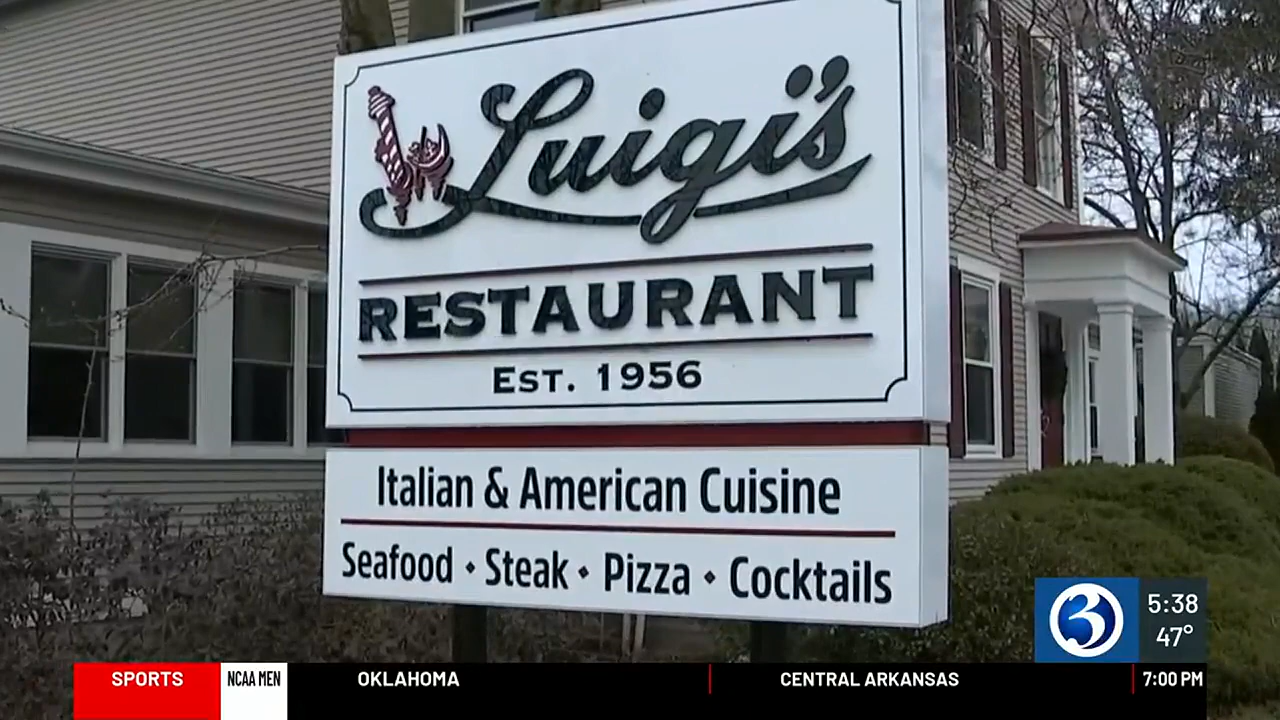 Luigi's
RESTAURANT
EST. 1956
Italian & American Cuisine
Seafood • Steak • Pizza • Cocktails
3
5:38
47°
SPORTS
NCAA MEN
OKLAHOMA
CENTRAL ARKANSAS
7:00 PM